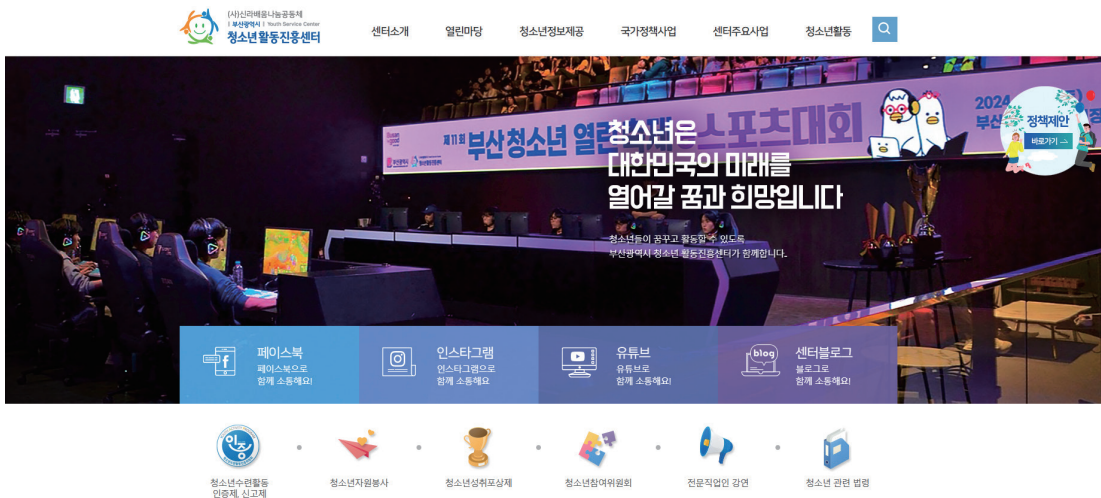 (사)신라배움나눔공동체
부산광역시 | Youth Service Center
청소년활동진흥센터
센터소개
열린마당
청소년정보제공
국가정책사업
센터주요사업
청소년활동
제11회 부산청소년 열린 스포츠대회
2024
부산
정책제안
바로가기
청소년은
대한민국의 미래를
열어갈 꿈과 희망입니다
청소년들이 꿈꾸고 활동할 수 있도록
부산광역시 청소년 활동진흥센터가 함께합니다.
페이스북
페이스북으로
함께 소통해요!
인스타그램
인스타그램으로
함께 소통해요
유튜브
유튜브로
함께 소통해요!
blog
센터블로그
블로그로
함께 소통해요!
인증
청소년수련활동
인증제, 신고제
청소년자원봉사
청소년성취포상제
청소년참여위원회
전문직업인 강연
청소년 관련 법령